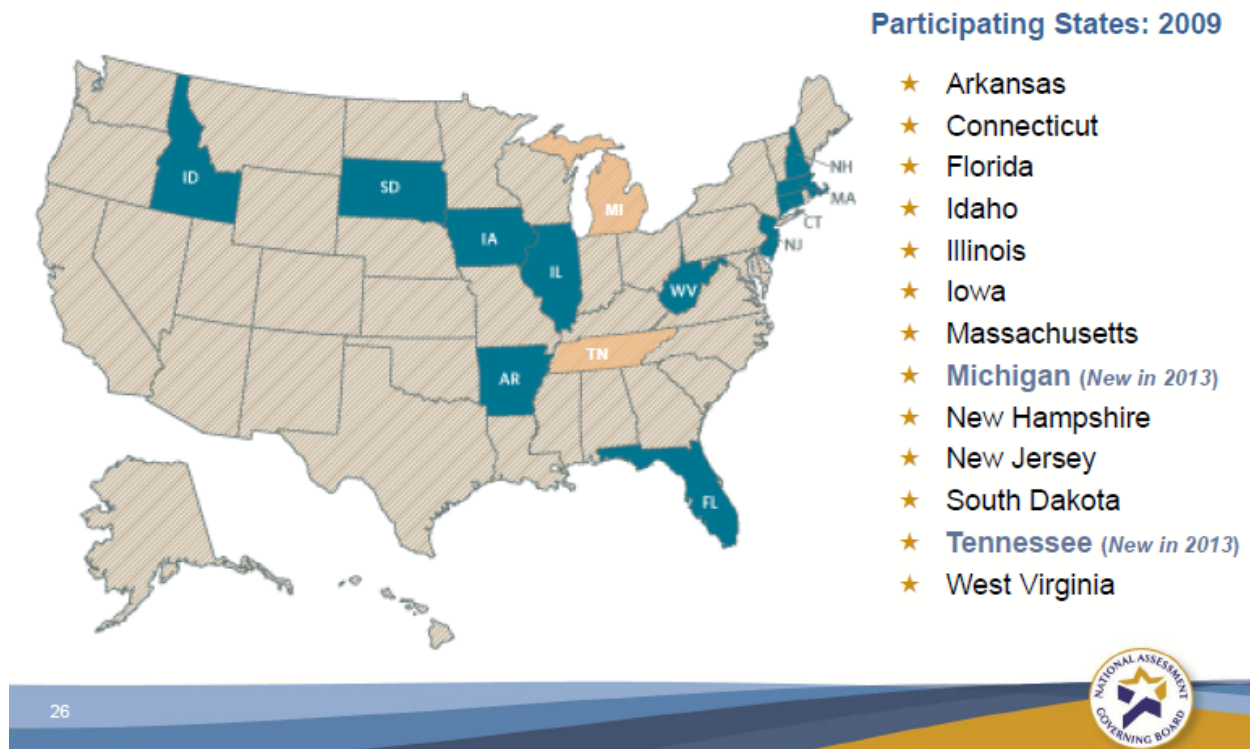 Participating States: 2009
★ Arkansas
★ Connecticut
★ Florida
★ Idaho
★ Illinois
★ Iowa
★ Massachusetts
★ Michigan (New in 2013)
★ New Hampshire
★ New Jersey
★ South Dakota
★ Tennessee (New in 2013)
★ West Virginia
ID
SD
IA
IL
MI
NH
MA
CT
NJ
WV
TN
AR
FL
26
NATIONAL ASSESSMENT
GOVERNING BOARD